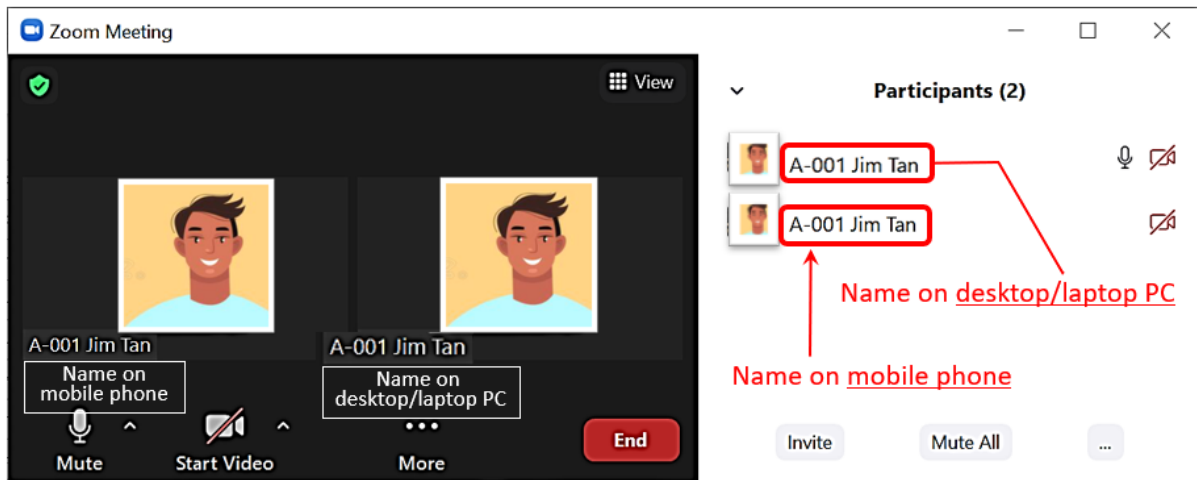 Zoom Meeting
View
A-001 Jim Tan
Name on
mobile phone
A-001 Jim Tan
Name on
desktop/laptop PC
Mute
Start Video
More
End
Participants (2)
A-001 Jim Tan
A-001 Jim Tan
Name on desktop/laptop PC
Name on mobile phone
Invite
Mute All
...